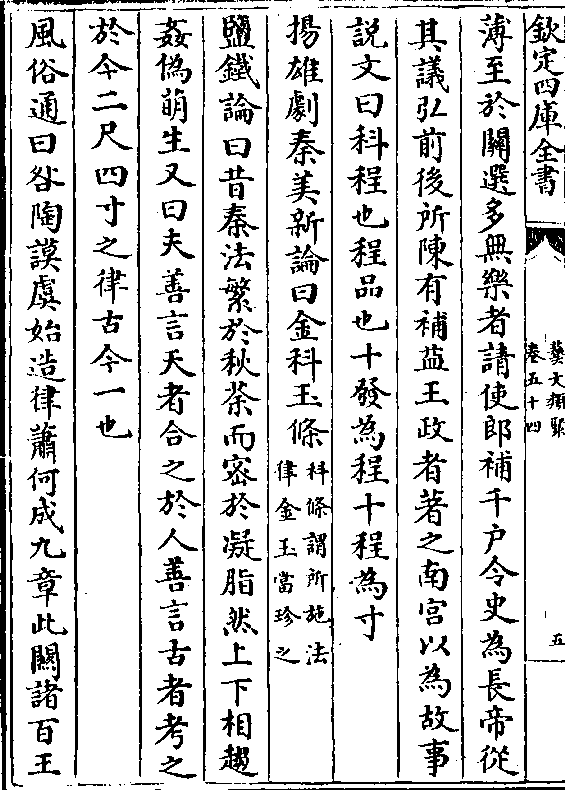 欽定四庫全書
藝文類聚
卷五十四
五
薄至於闗選多無樂者請使郎補千户令史為長帝從
其議弘前後所陳有補益王政者著之南宮以為故事
説文曰科程也程品也十發為程十程為寸
揚雄劇秦美新論曰金科玉條科條謂所施法
律金玉當珍之
鹽鐵論曰昔秦法繁於秋荼而宻於凝脂然上下相趨
姦偽萌生又曰夫善言天者合之於人善言古者考之
於今二尺四寸之律古今一也
風俗通曰咎陶謨虞始造律蕭何成九章此闗諸百王